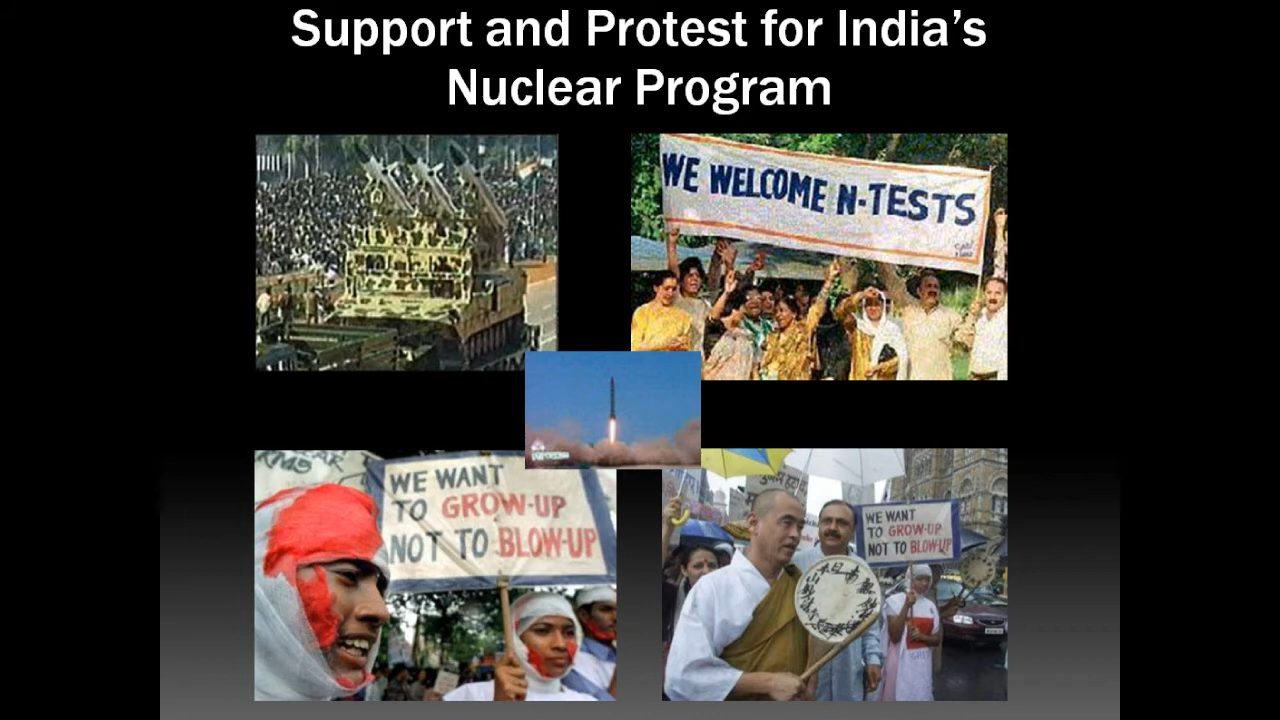 Support and Protest for India's
Nuclear Program
WE WELCOME N-TESTS
WE WANT
TO GROW-UP
NOT TO BLOW-UP
WE WANT
TO GROW-UP
NOT TO BLOW-UP